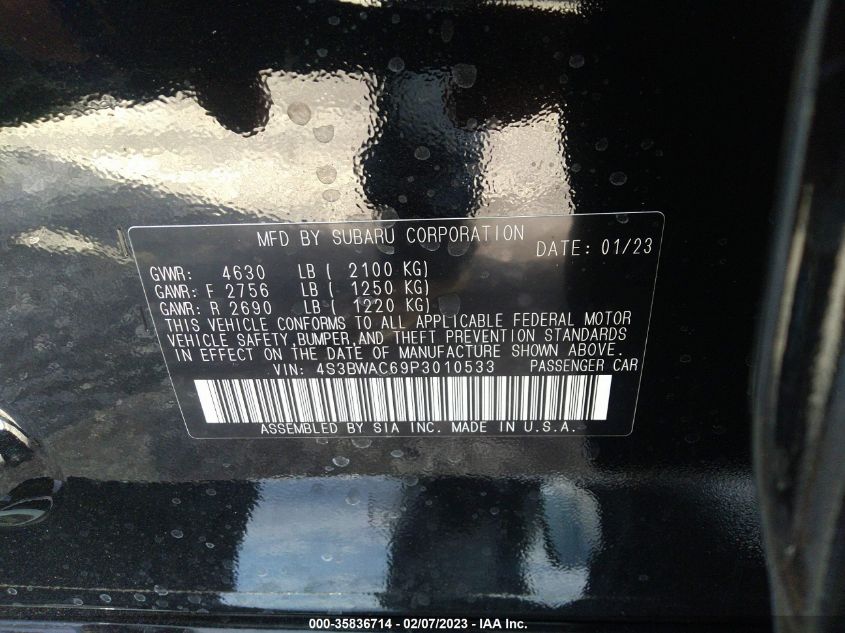 MFD BY SUBARU CORPORATION DATE: 01/23
GVWR: 4630 LB ( 2100 KG)
GAWR: F 2756 LB ( 1250 KG)
GAWR: R 2690 LB ( 1220 KG)
THIS VEHICLE CONFORMS TO ALL APPLICABLE FEDERAL MOTOR
VEHICLE SAFETY,BUMPER,AND THEFT PREVENTION STANDARDS
IN EFFECT ON THE DATE OF MANUFACTURE SHOWN ABOVE.
VIN: 4S3BWAC69P3010533 PASSENGER CAR
ASSEMBLED BY SIA INC. MADE IN U.S.A.
000-35836714 - 02/07/2023 - IAA Inc.